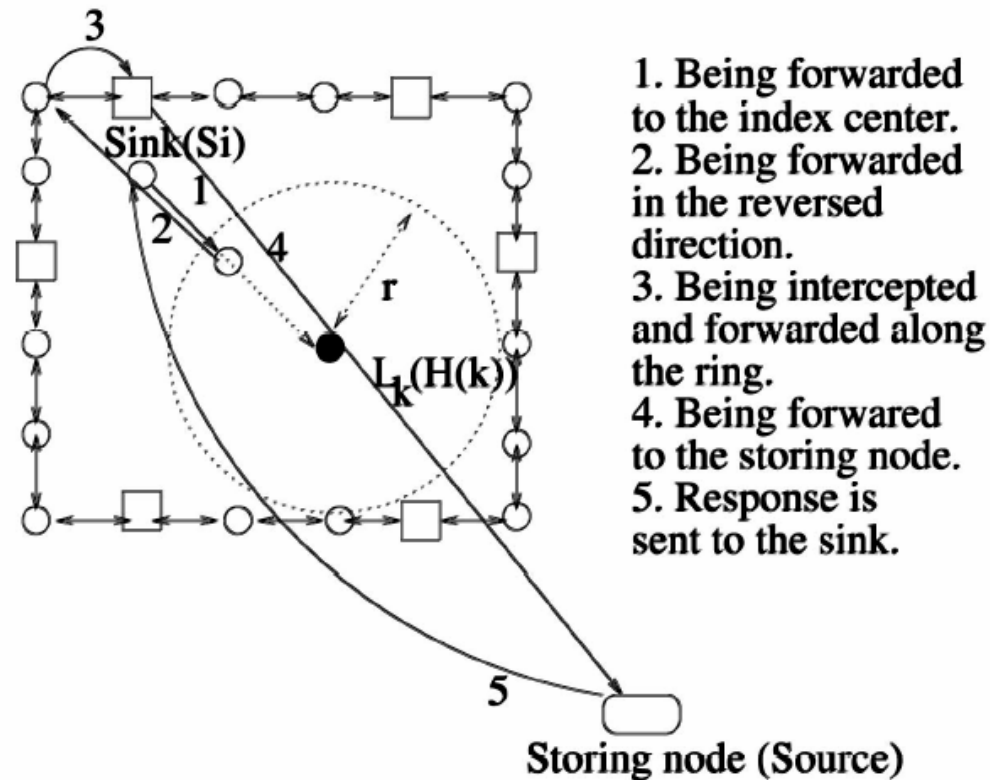 3
Sink(Si)
1
2
4
r
L
k
(H(k))
5
Storing node (Source)
1. Being forwarded
to the index center.
2. Being forwarded
in the reversed
direction.
3. Being intercepted
and forwarded along
the ring.
4. Being forwared
to the storing node.
5. Response is
sent to the sink.